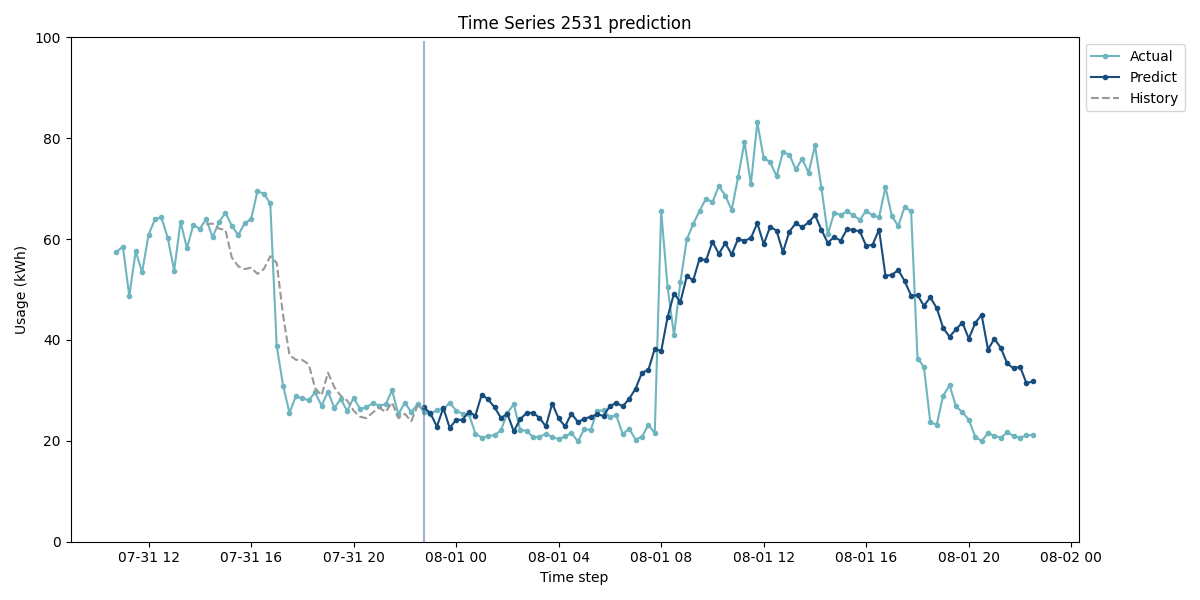 Time Series 2531 prediction
100
80
60
40
20
0
Usage (kWh)
07-31 12
07-31 16
07-31 20
08-01 00
08-01 04
08-01 08
08-01 12
08-01 16
08-01 20
08-02 00
Time step
Actual
Predict
History